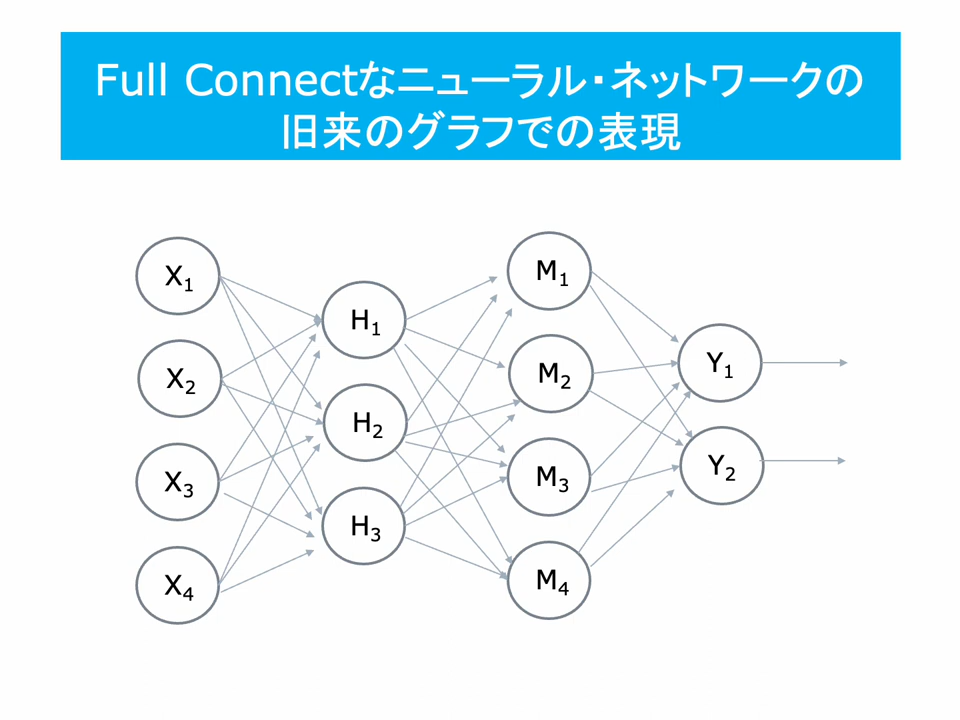 Full Connectなニューラル・ネットワークの
旧来のグラフでの表現
X1
X2
X3
X4
H1
H2
H3
M1
M2
M3
M4
Y1
Y2